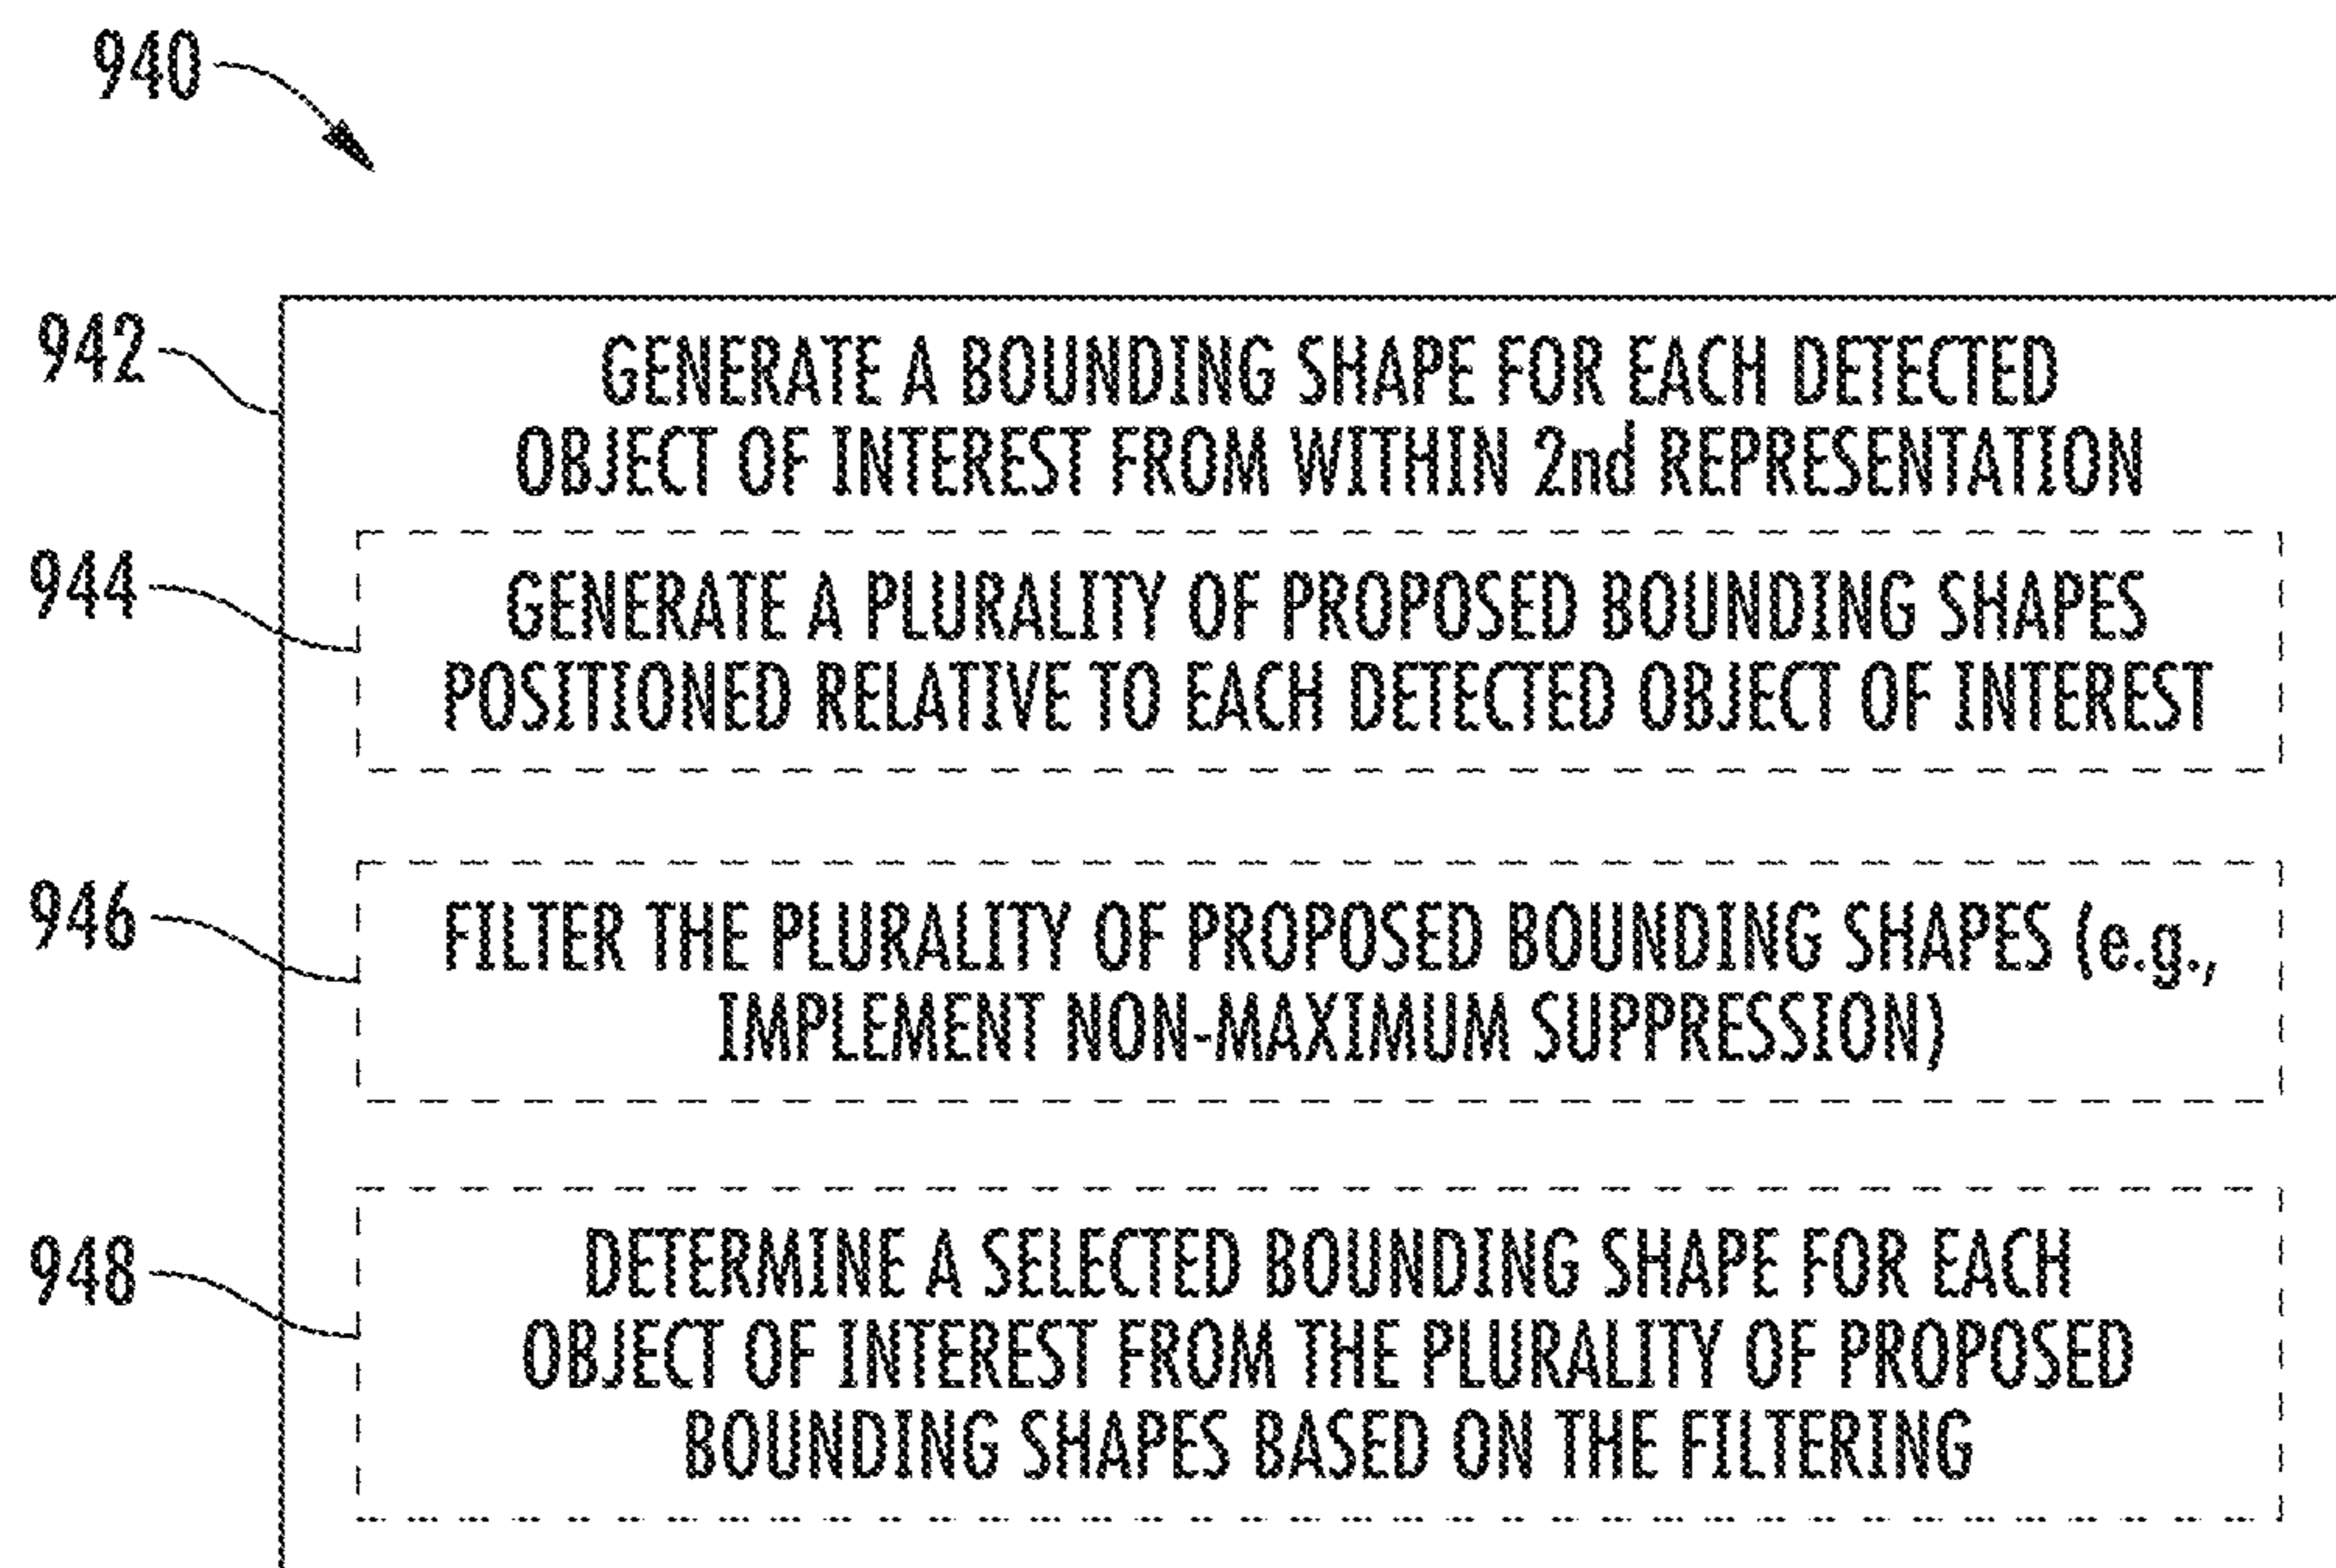 940
942
GENERATE A BOUNDING SHAPE FOR EACH DETECTED
OBJECT OF INTEREST FROM WITHIN 2nd REPRESENTATION
944
GENERATE A PLURALITY OF PROPOSED BOUNDING SHAPES
POSITIONED RELATIVE TO EACH DETECTED OBJECT OF INTEREST
946
FILTER THE PLURALITY OF PROPOSED BOUNDING SHAPES (e.g.,
IMPLEMENT NON-MAXIMUM SUPPRESSION)
948
DETERMINE A SELECTED BOUNDING SHAPE FOR EACH
OBJECT OF INTEREST FROM THE PLURALITY OF PROPOSED
BOUNDING SHAPES BASED ON THE FILTERING